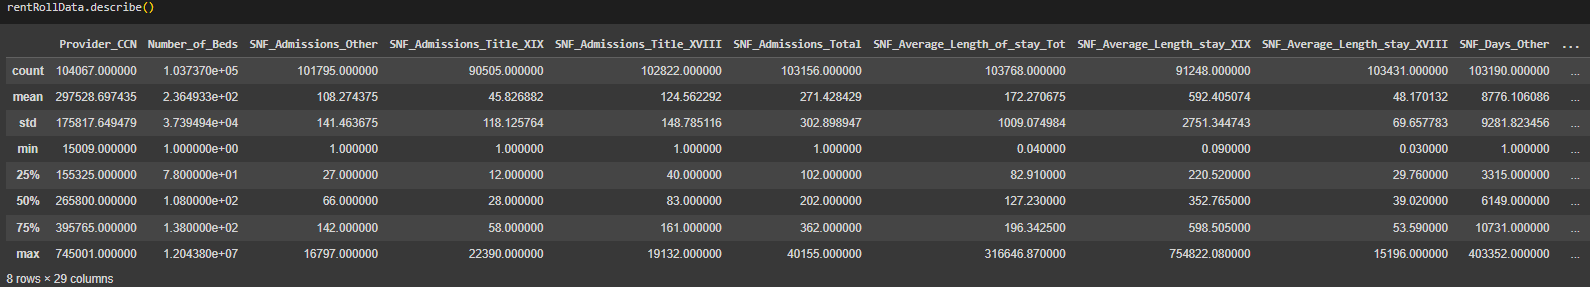 rentRollData.describe()
Provider_CCN Number_of_Beds SNF_Admissions_Other SNF_Admissions_Title_XIX SNF_Admissions_Title_XVIII SNF_Admissions_Total SNF_Average_Length_of_stay_Tot SNF_Average_Length_stay_XIX SNF_Average_Length_stay_XVIII SNF_Days_Other ...
count 104067.000000 1.037370e+05 101795.000000 90505.000000 102822.000000 103156.000000 103768.000000 91248.000000 103431.000000 103190.000000 ...
mean 297528.697435 2.364933e+02 108.274375 45.826882 124.562292 271.428429 172.270675 592.405074 48.170132 8776.106086 ...
std 175817.649479 3.739494e+04 141.463675 118.125764 148.785116 302.898947 1009.074984 2751.344743 69.657783 9281.823456 ...
min 15009.000000 1.000000e+00 1.000000 1.000000 1.000000 1.000000 0.040000 0.090000 0.030000 1.000000 ...
25% 155325.000000 7.800000e+01 27.000000 12.000000 40.000000 102.000000 82.910000 220.520000 29.760000 3315.000000 ...
50% 265800.000000 1.080000e+02 66.000000 28.000000 83.000000 202.000000 127.230000 352.765000 39.020000 6149.000000 ...
75% 395765.000000 1.380000e+02 142.000000 58.000000 161.000000 362.000000 196.342500 598.505000 53.590000 10731.000000 ...
max 745001.000000 1.204380e+07 16797.000000 22390.000000 19132.000000 40155.000000 316646.870000 754822.080000 15196.000000 403352.000000 ...
8 rows × 29 columns